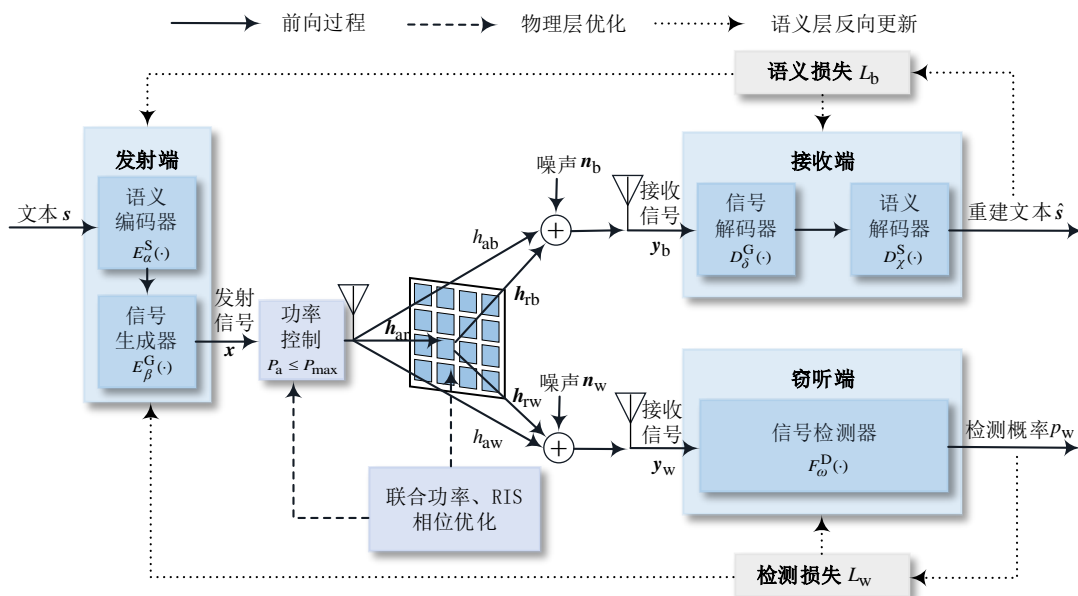 前向过程
物理层优化
语义层反向更新
语义损失 L_b
发射端
文本 s
语义
编码器
E_α^S(·)
信号
生成器
E_β^G(·)
发射
信号
x
功率
控制
P_a ≤ P_max
h_ab
h_ar
h_aw
h_rb
h_rw
噪声 n_b
+
接收
信号
y_b
接收端
信号
解码器
D_δ^G(·)
语义
解码器
D_χ^S(·)
重建文本 ŝ
噪声 n_w
+
接收
信号
y_w
窃听端
信号检测器
F_ω^D(·)
检测概率 p_w
联合功率、RIS
相位优化
检测损失 L_w